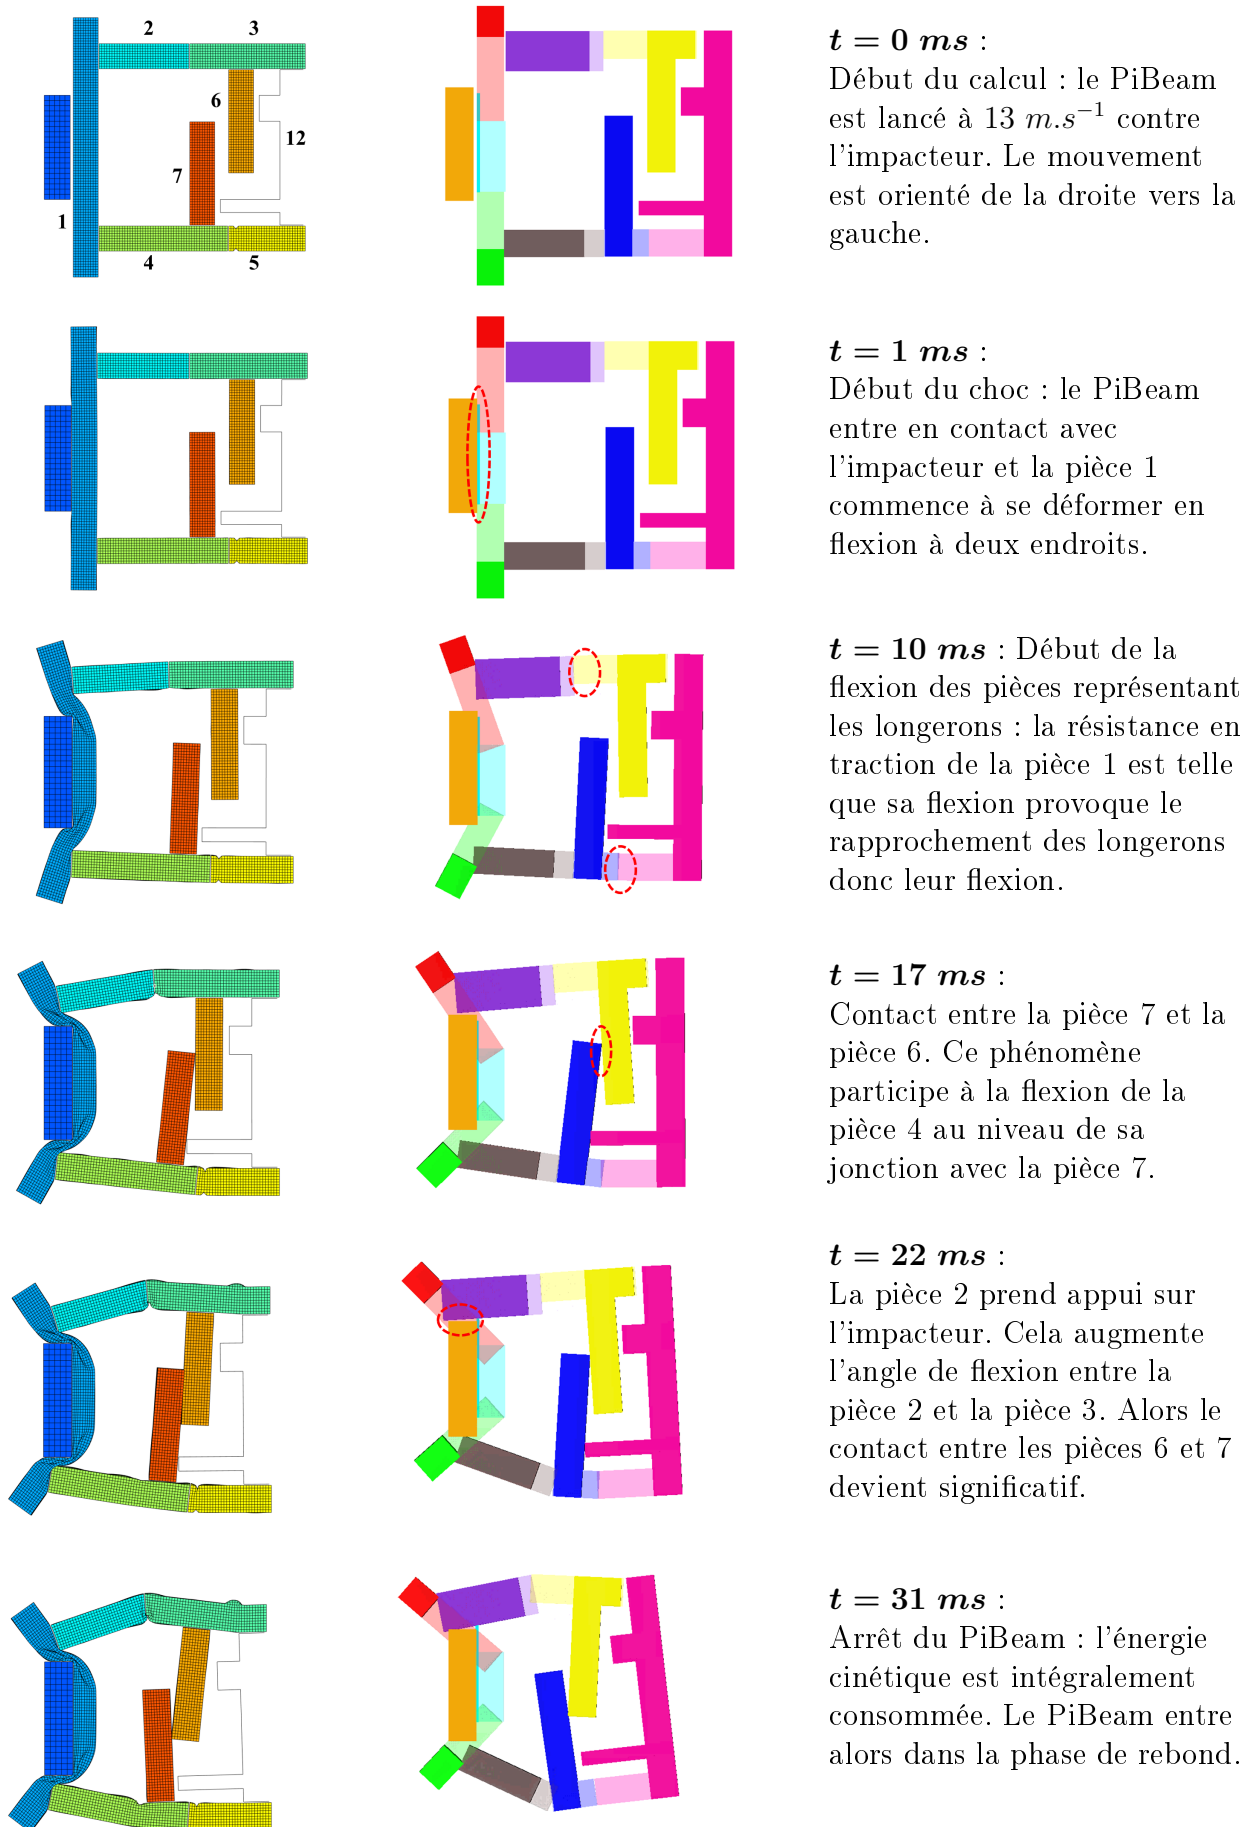 2 3
6
12
7
1
4 5
t = 0 ms :
Début du calcul : le PiBeam
est lancé à 13 m.s⁻¹ contre
l'impacteur. Le mouvement
est orienté de la droite vers la
gauche.
t = 1 ms :
Début du choc : le PiBeam
entre en contact avec
l'impacteur et la pièce 1
commence à se déformer en
flexion à deux endroits.
t = 10 ms : Début de la
flexion des pièces représentant
les longerons : la résistance en
traction de la pièce 1 est telle
que sa flexion provoque le
rapprochement des longerons
donc leur flexion.
t = 17 ms :
Contact entre la pièce 7 et la
pièce 6. Ce phénomène
participe à la flexion de la
pièce 4 au niveau de sa
jonction avec la pièce 7.
t = 22 ms :
La pièce 2 prend appui sur
l'impacteur. Cela augmente
l'angle de flexion entre la
pièce 2 et la pièce 3. Alors le
contact entre les pièces 6 et 7
devient significatif.
t = 31 ms :
Arrêt du PiBeam : l'énergie
cinétique est intégralement
consommée. Le PiBeam entre
alors dans la phase de rebond.